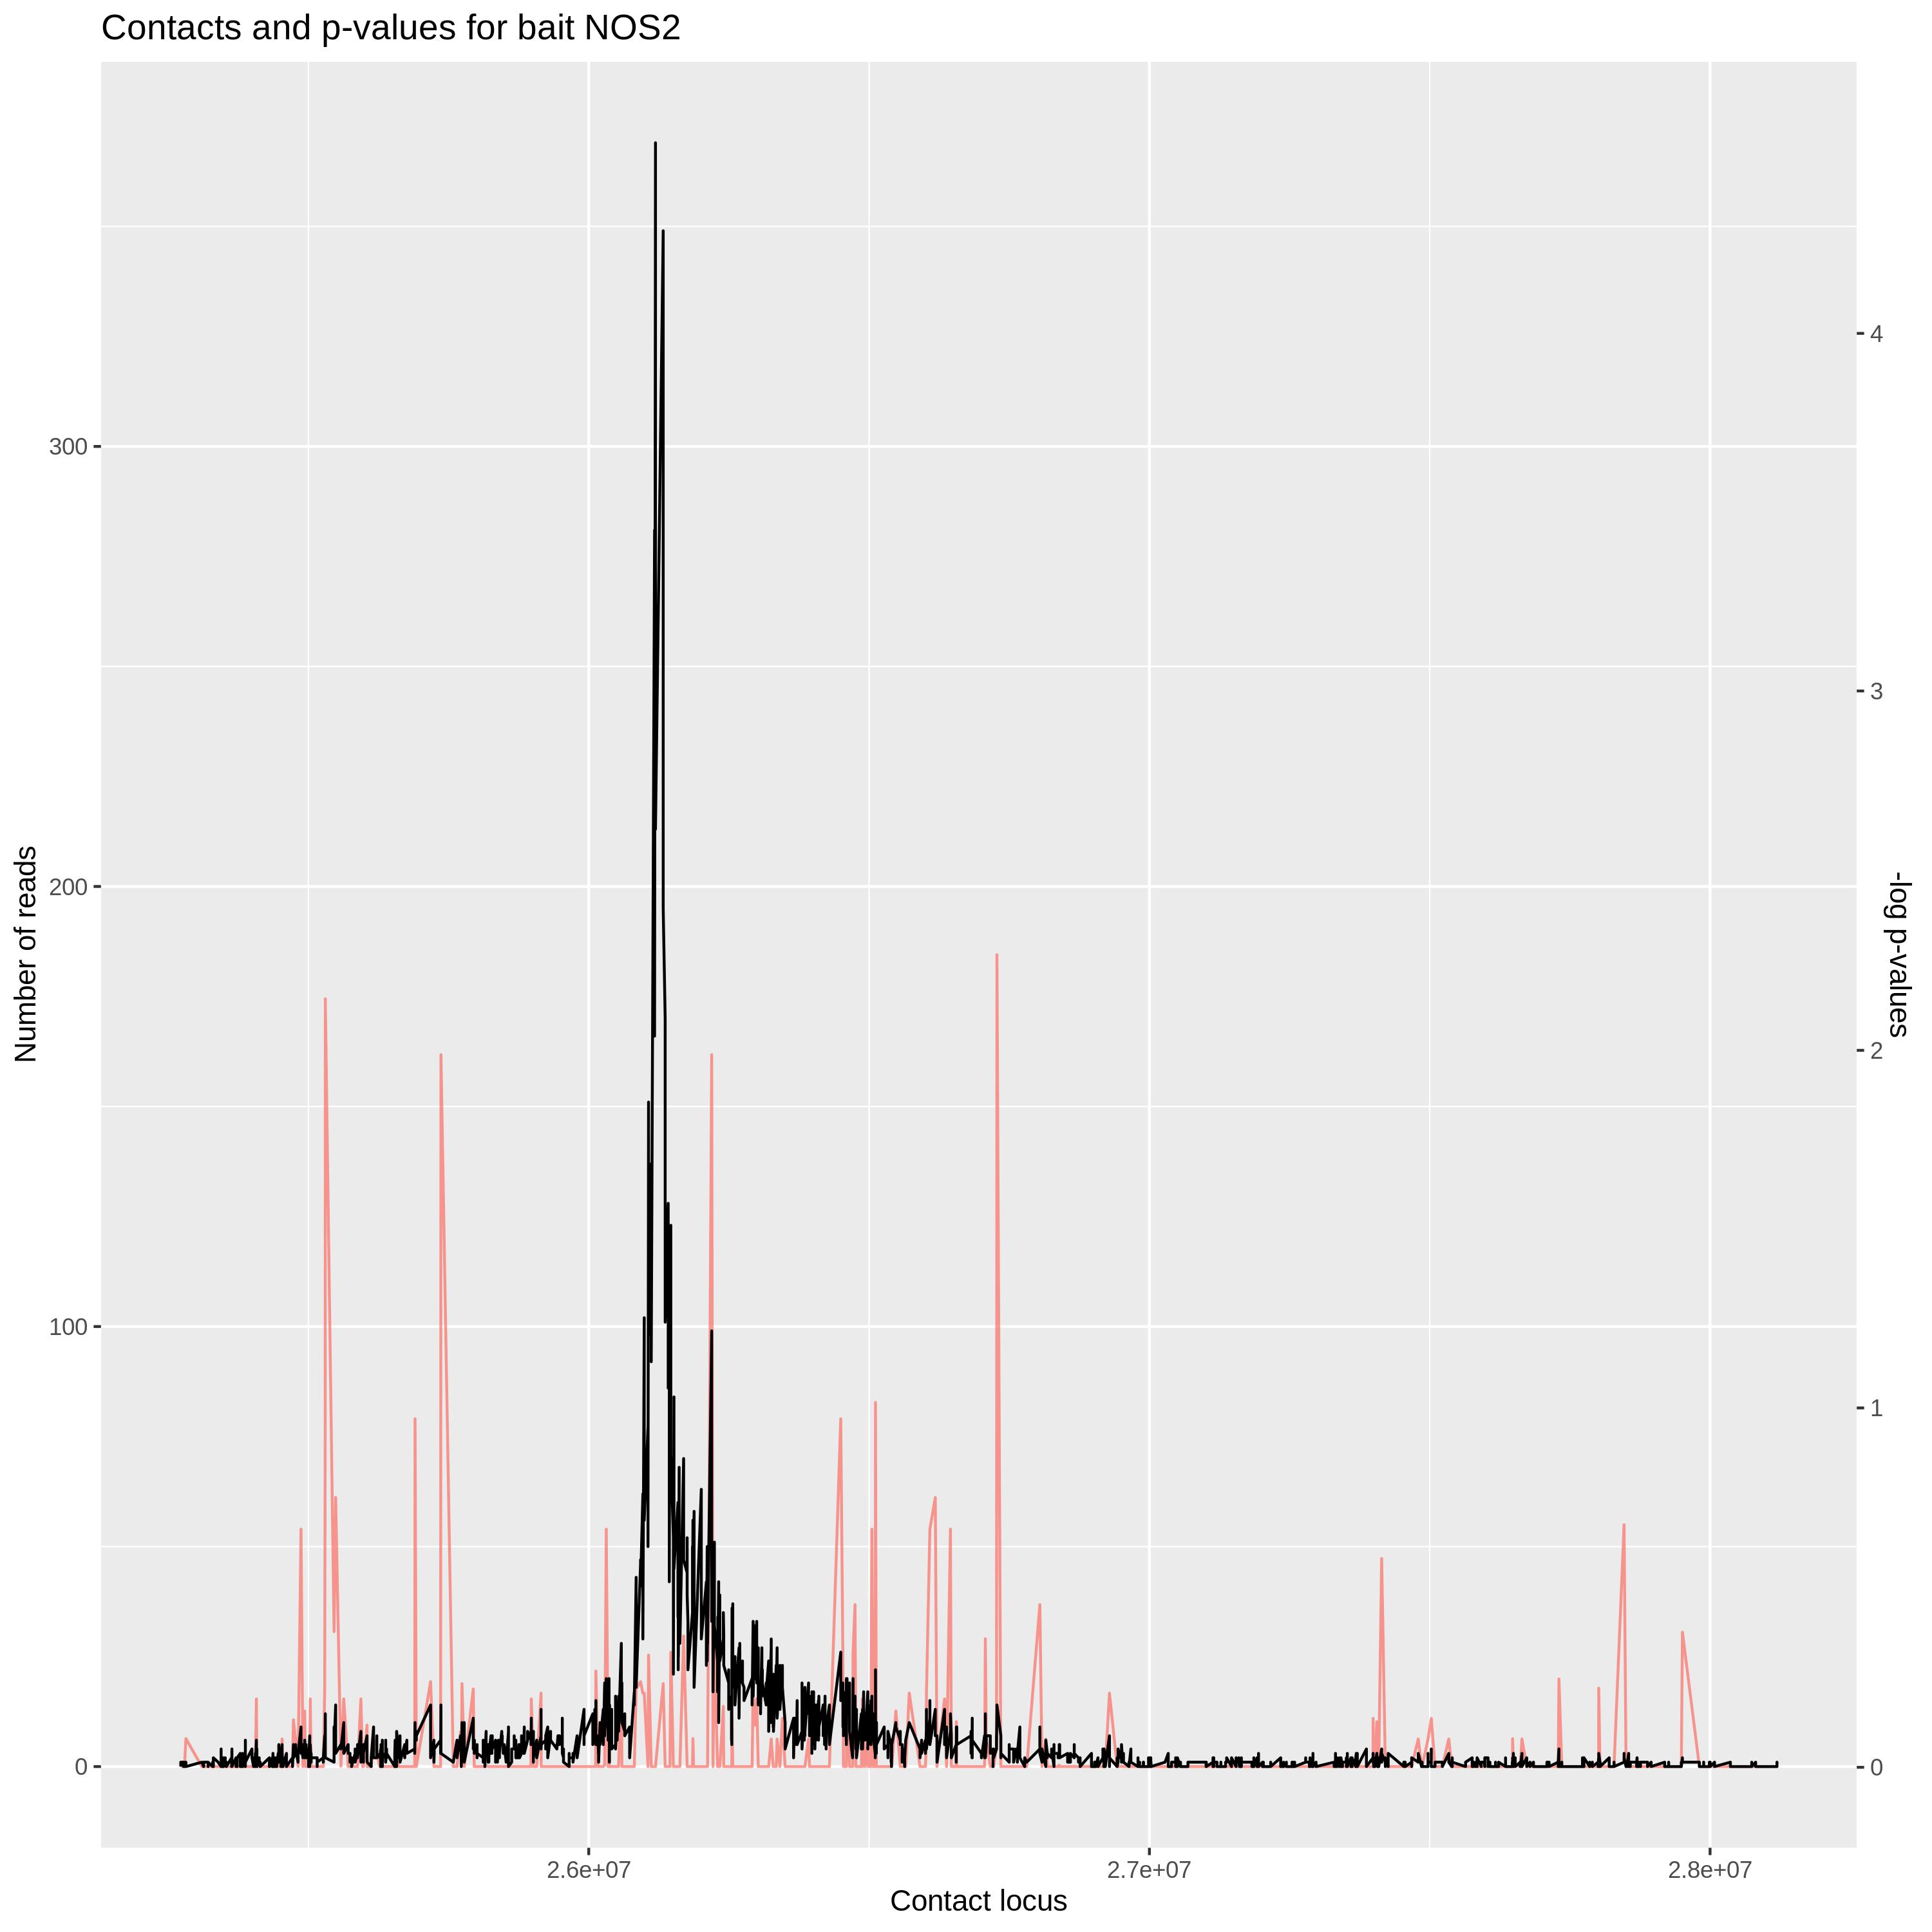 Contacts and p-values for bait NOS2
Number of reads
300
200
100
0
4
3
2
1
0
-log p-values
2.6e+07
2.7e+07
2.8e+07
Contact locus